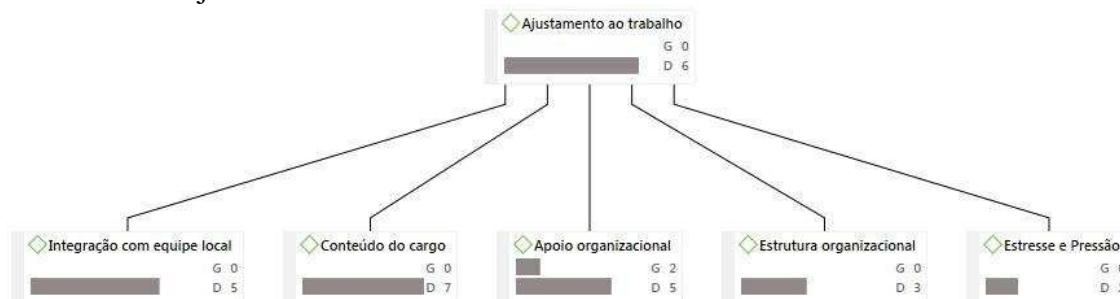 Ajustamento ao trabalho
G 0
D 6
Integração com equipe local
G 0
D 5
Conteúdo do cargo
G 0
D 7
Apoio organizacional
G 2
D 5
Estrutura organizacional
G 0
D 3
Estresse e Pressão
G
D